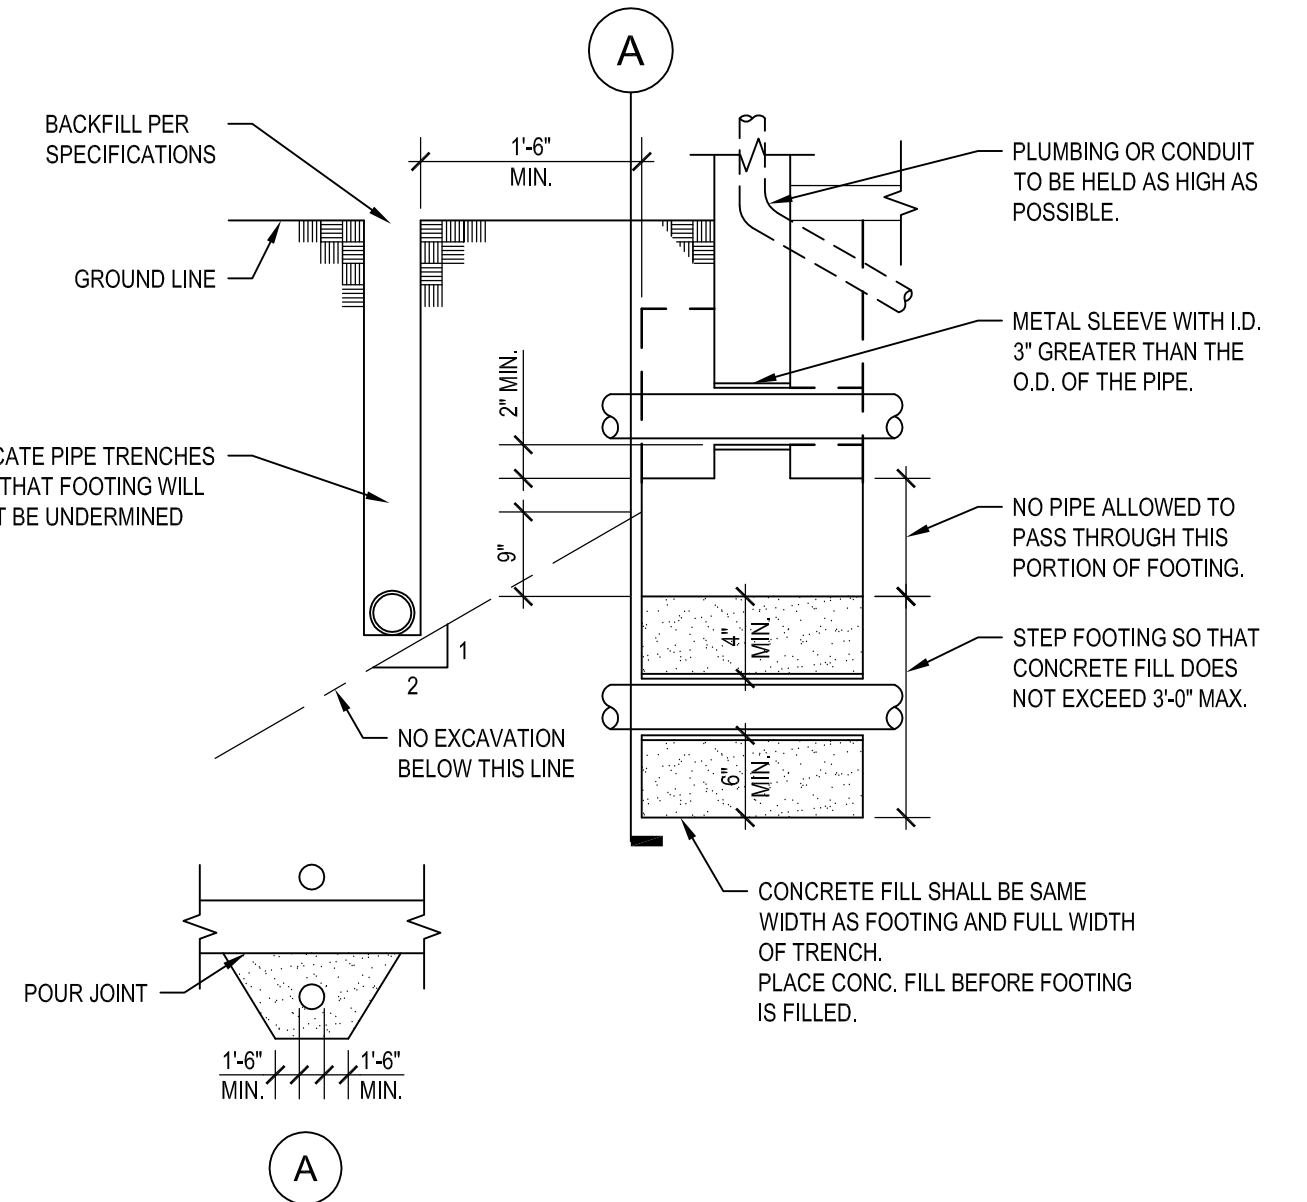 A
BACKFILL PER
SPECIFICATIONS
1'-6"
MIN.
PLUMBING OR CONDUIT
TO BE HELD AS HIGH AS
POSSIBLE.
GROUND LINE
METAL SLEEVE WITH I.D.
3" GREATER THAN THE
O.D. OF THE PIPE.
2" MIN.
CATE PIPE TRENCHES
THAT FOOTING WILL
BE UNDERMINED
9"
NO PIPE ALLOWED TO
PASS THROUGH THIS
PORTION OF FOOTING.
4"
MIN.
1
2
STEP FOOTING SO THAT
CONCRETE FILL DOES
NOT EXCEED 3'-0" MAX.
NO EXCAVATION
BELOW THIS LINE
6"
MIN.
CONCRETE FILL SHALL BE SAME
WIDTH AS FOOTING AND FULL WIDTH
OF TRENCH.
PLACE CONC. FILL BEFORE FOOTING
IS FILLED.
POUR JOINT
1'-6"
MIN.
1'-6"
MIN.
A